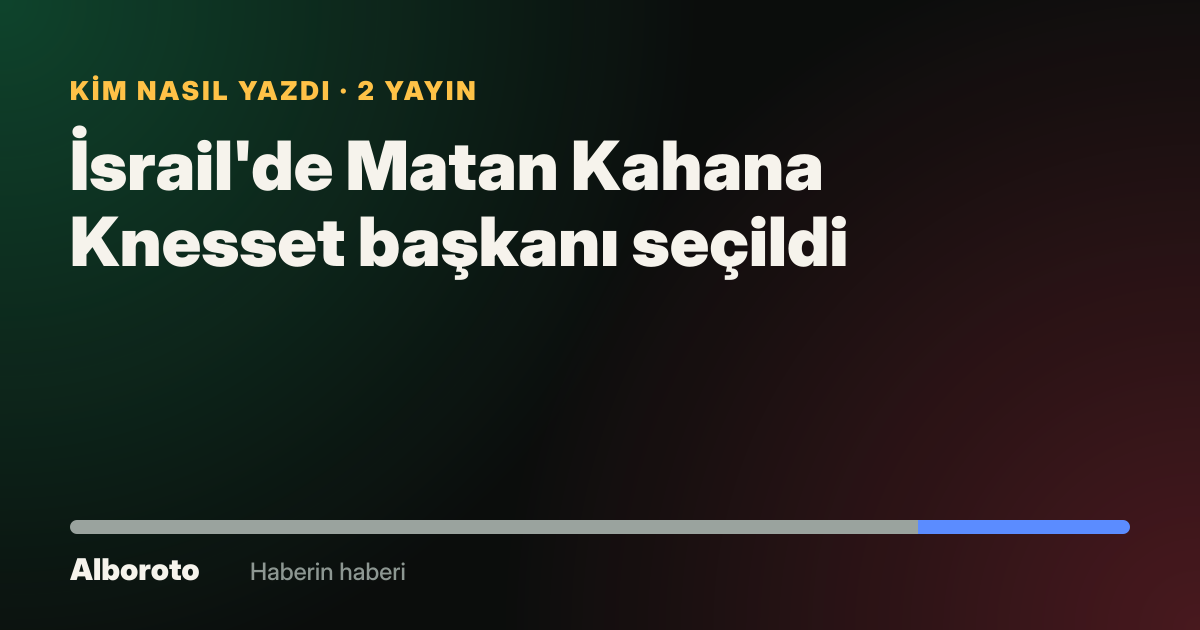 KİM NASIL YAZDI · 2 YAYIN
İsrail'de Matan Kahana
Knesset başkanı seçildi
Alboroto
Haberin haberi